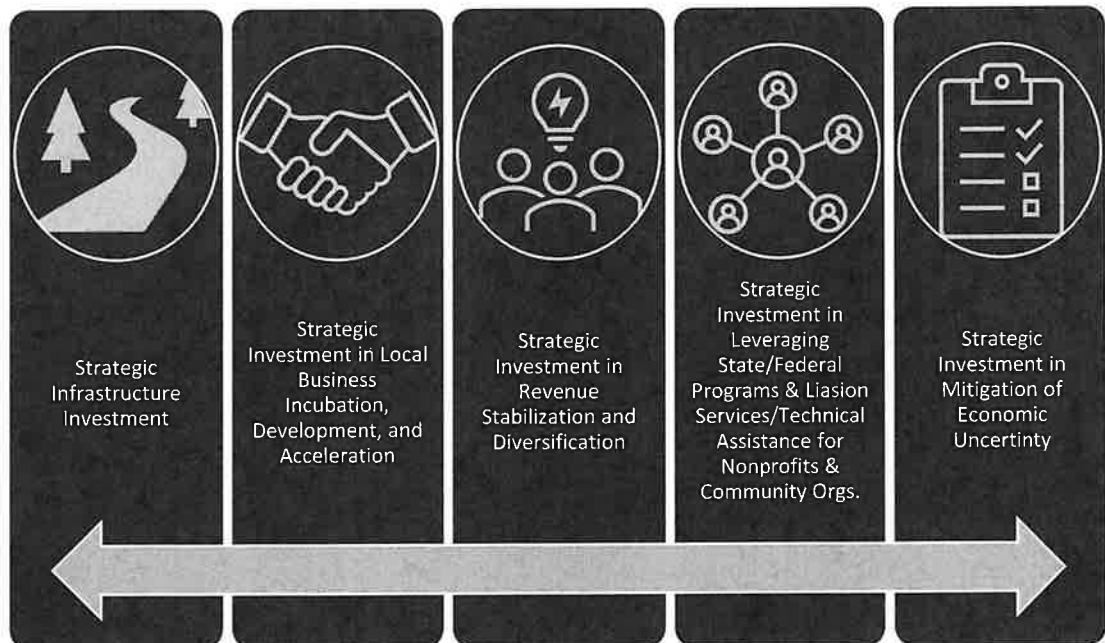 Strategic
Infrastructure
Investment
Strategic
Investment in Local
Business
Incubation,
Development, and
Acceleration
Strategic
Investment in
Revenue
Stabilization and
Diversification
Strategic
Investment in
Leveraging
State/Federal
Programs & Liasion
Services/Technical
Assistance for
Nonprofits &
Community Orgs.
Strategic
Investment in
Mitigation of
Economic
Uncertinty